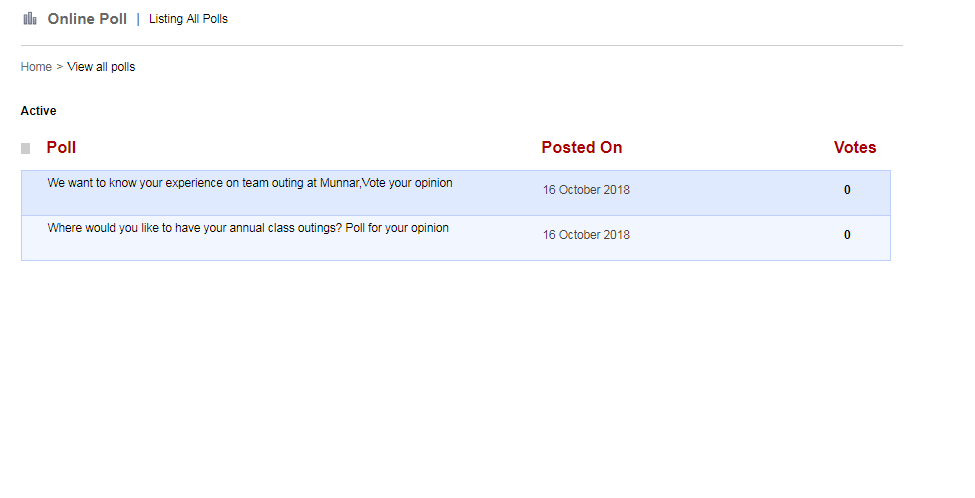 Online Poll | Listing All Polls
Home > View all polls
Active
Poll Posted On Votes
We want to know your experience on team outing at Munnar,Vote your opinion 16 October 2018 0
Where would you like to have your annual class outings? Poll for your opinion 16 October 2018 0